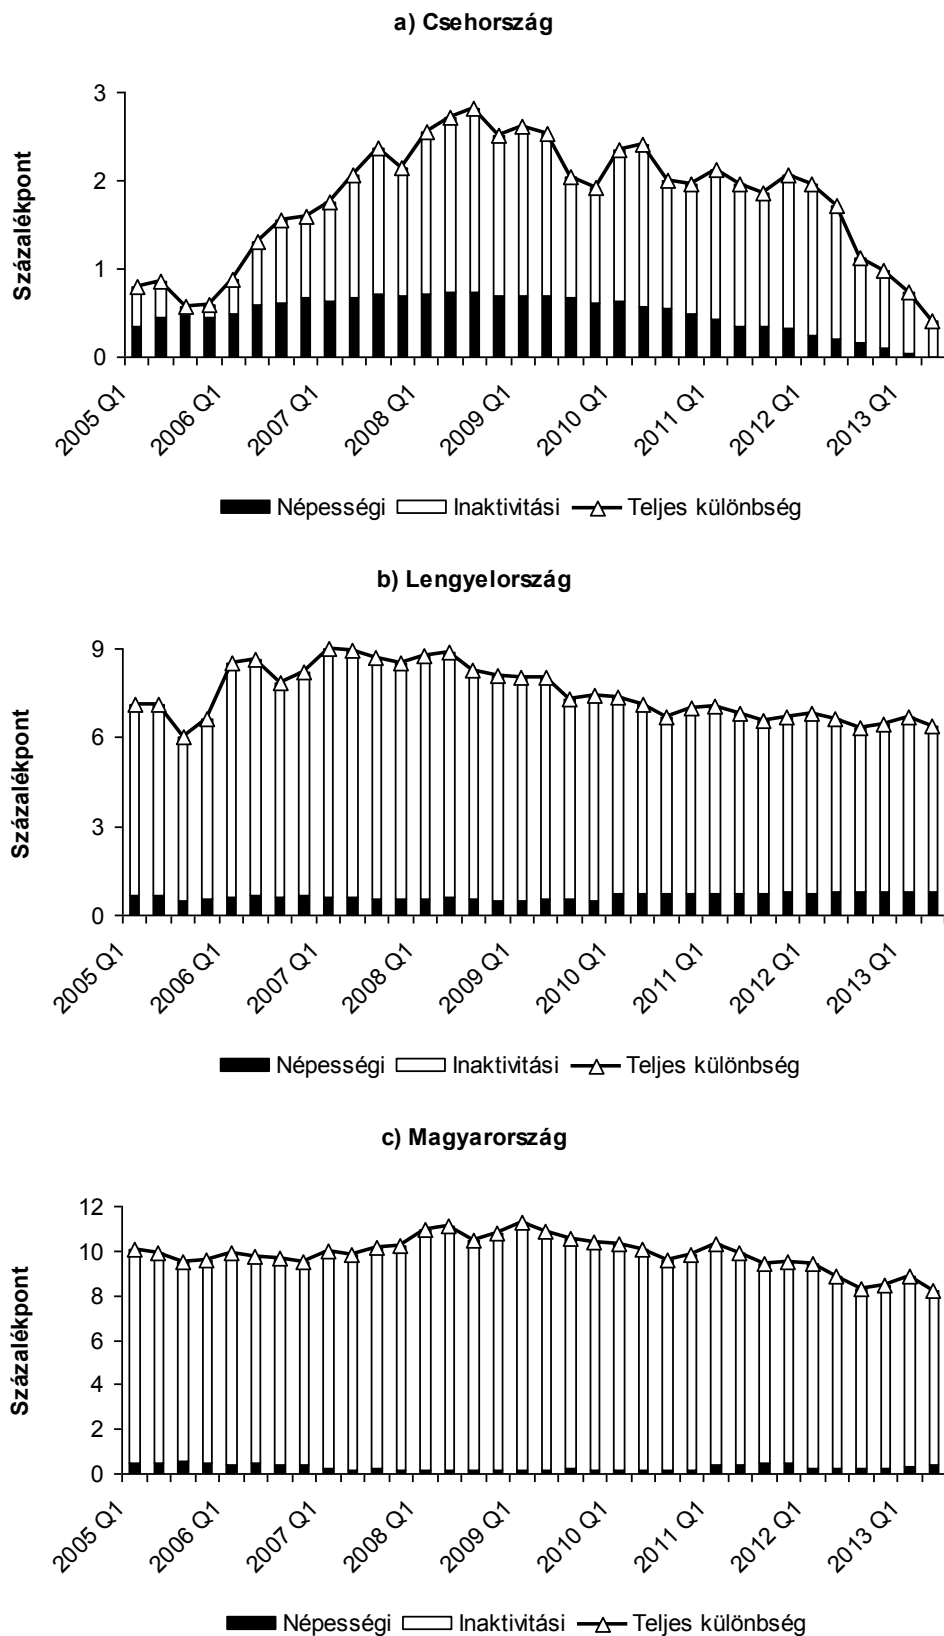 a) Csehország
Százalékpont
3
2
1
0
2005 Q1
2006 Q1
2007 Q1
2008 Q1
2009 Q1
2010 Q1
2011 Q1
2012 Q1
2013 Q1
Népességi Inaktivitási Teljes különbség
b) Lengyelország
Százalékpont
9
6
3
0
2005 Q1
2006 Q1
2007 Q1
2008 Q1
2009 Q1
2010 Q1
2011 Q1
2012 Q1
2013 Q1
Népességi Inaktivitási Teljes különbség
c) Magyarország
Százalékpont
12
10
8
6
4
2
0
2005 Q1
2006 Q1
2007 Q1
2008 Q1
2009 Q1
2010 Q1
2011 Q1
2012 Q1
2013 Q1
Népességi Inaktivitási Teljes különbség